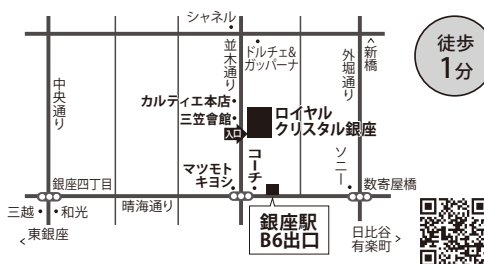 シャネル
並木通り
ドルチェ&
ガッバーナ
外堀通り
^新橋
徒歩
1分
中央通り
カルティエ本店
三笠會館
入口
ロイヤル
クリスタル銀座
マツモト
キヨシ
コーチ
ソニー
銀座四丁目
数寄屋橋
晴海通り
三越
和光
<東銀座
銀座駅
B6出口
日比谷
有楽町>